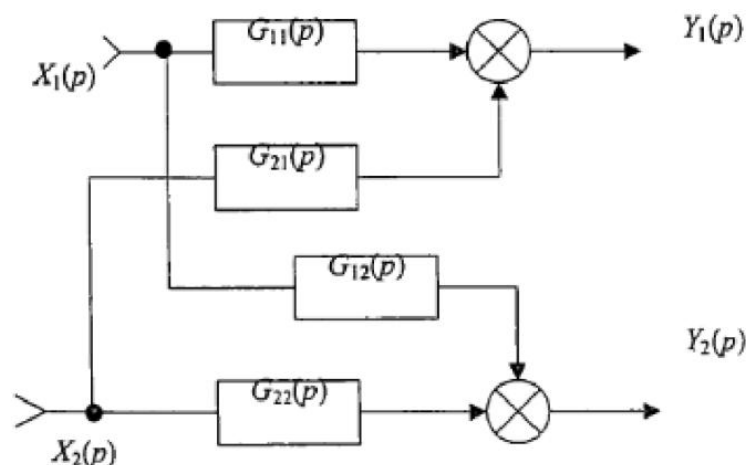 G₁₁(p)
Y₁(p)
X₁(p)
G₂₁(p)
G₁₂(p)
Y₂(p)
G₂₂(p)
X₂(p)